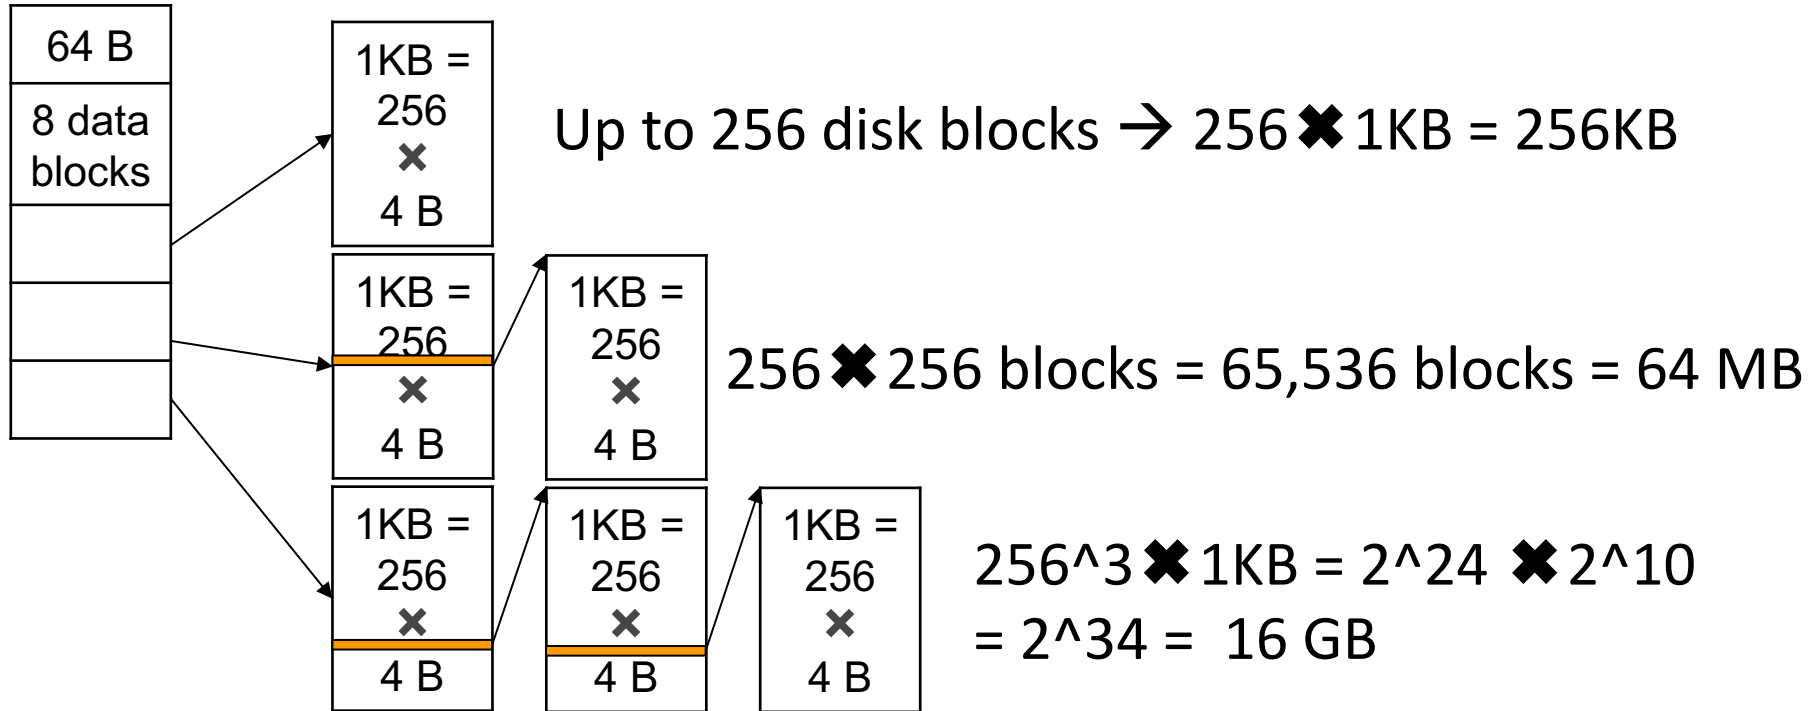 64 B
8 data
blocks
1KB =
256
✖
4 B
Up to 256 disk blocks → 256 ✖ 1KB = 256KB
1KB =
256
✖
4 B
1KB =
256
✖
4 B
256 ✖ 256 blocks = 65,536 blocks = 64 MB
1KB =
256
✖
4 B
1KB =
256
✖
4 B
1KB =
256
✖
4 B
256^3 ✖ 1KB = 2^24 ✖ 2^10
= 2^34 = 16 GB